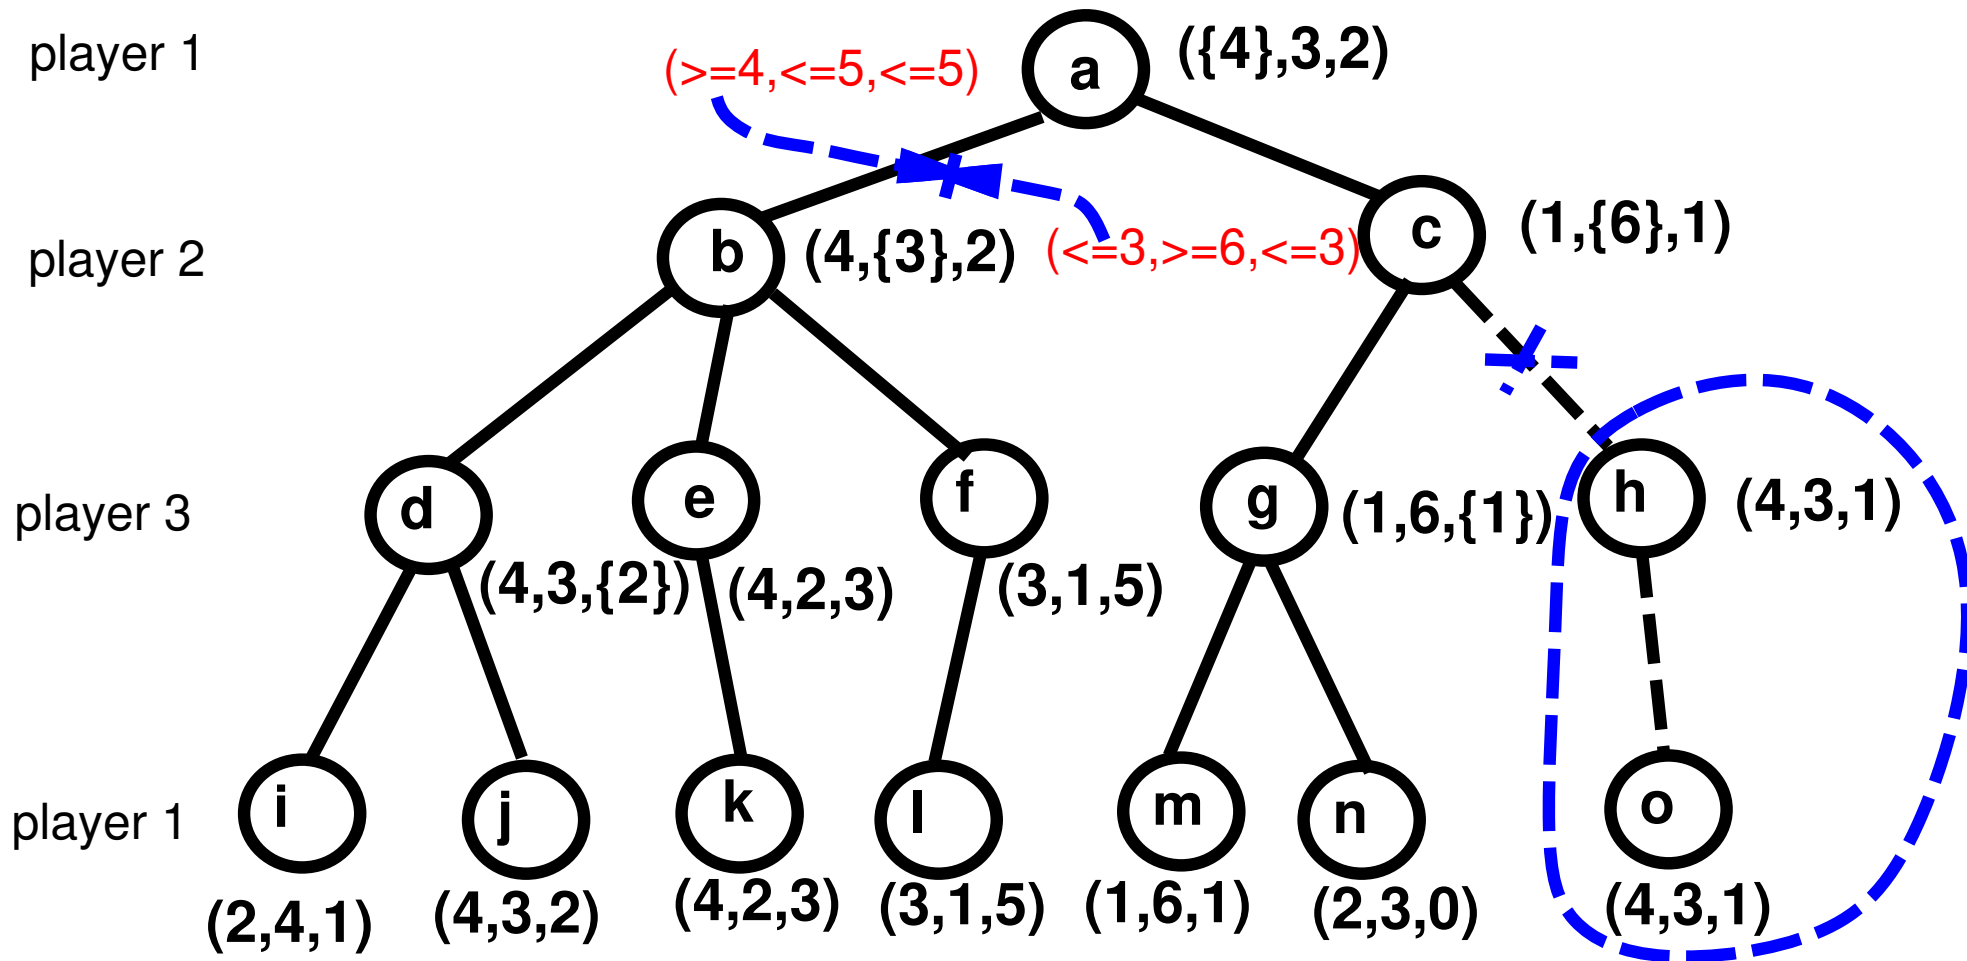 player 1
(>=4,<=5,<=5)
a
({4},3,2)
player 2
b
(4,{3},2)
(<=3,>=6,<=3)
c
(1,{6},1)
player 3
d
(4,3,{2})
e
(4,2,3)
f
(3,1,5)
g
(1,6,{1})
h
(4,3,1)
player 1
i
j
k
l
m
n
o
(2,4,1)
(4,3,2)
(4,2,3)
(3,1,5)
(1,6,1)
(2,3,0)
(4,3,1)